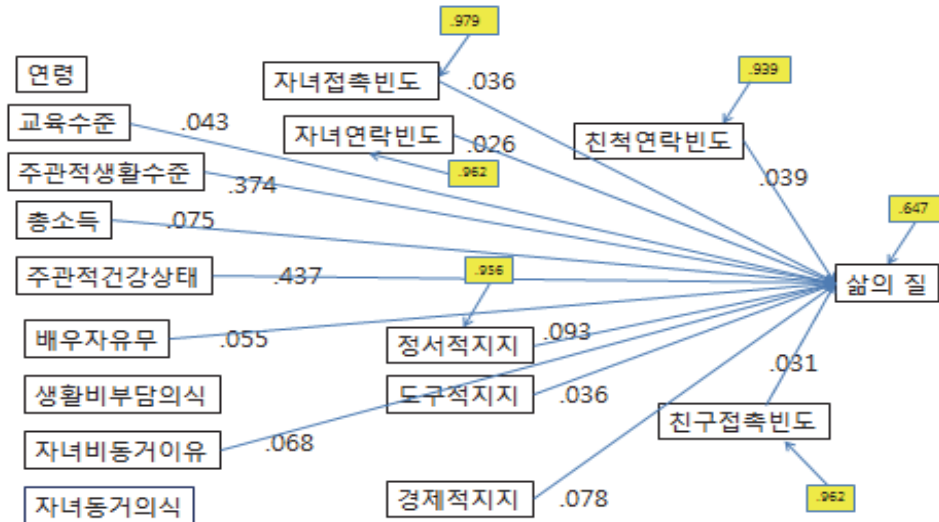 .979
연령
자녀접촉빈도
.036
.939
교육수준
.043
자녀연락빈도
.026
친척연락빈도
주관적생활수준
.374
.962
.039
총소득
.075
.647
주관적건강상태
.437
.956
삶의 질
배우자유무
.055
정서적지지
.093
생활비부담의식
도구적지지
.036
.031
친구접촉빈도
자녀비동거이유
.068
자녀동거의식
경제적지지
.078
.962